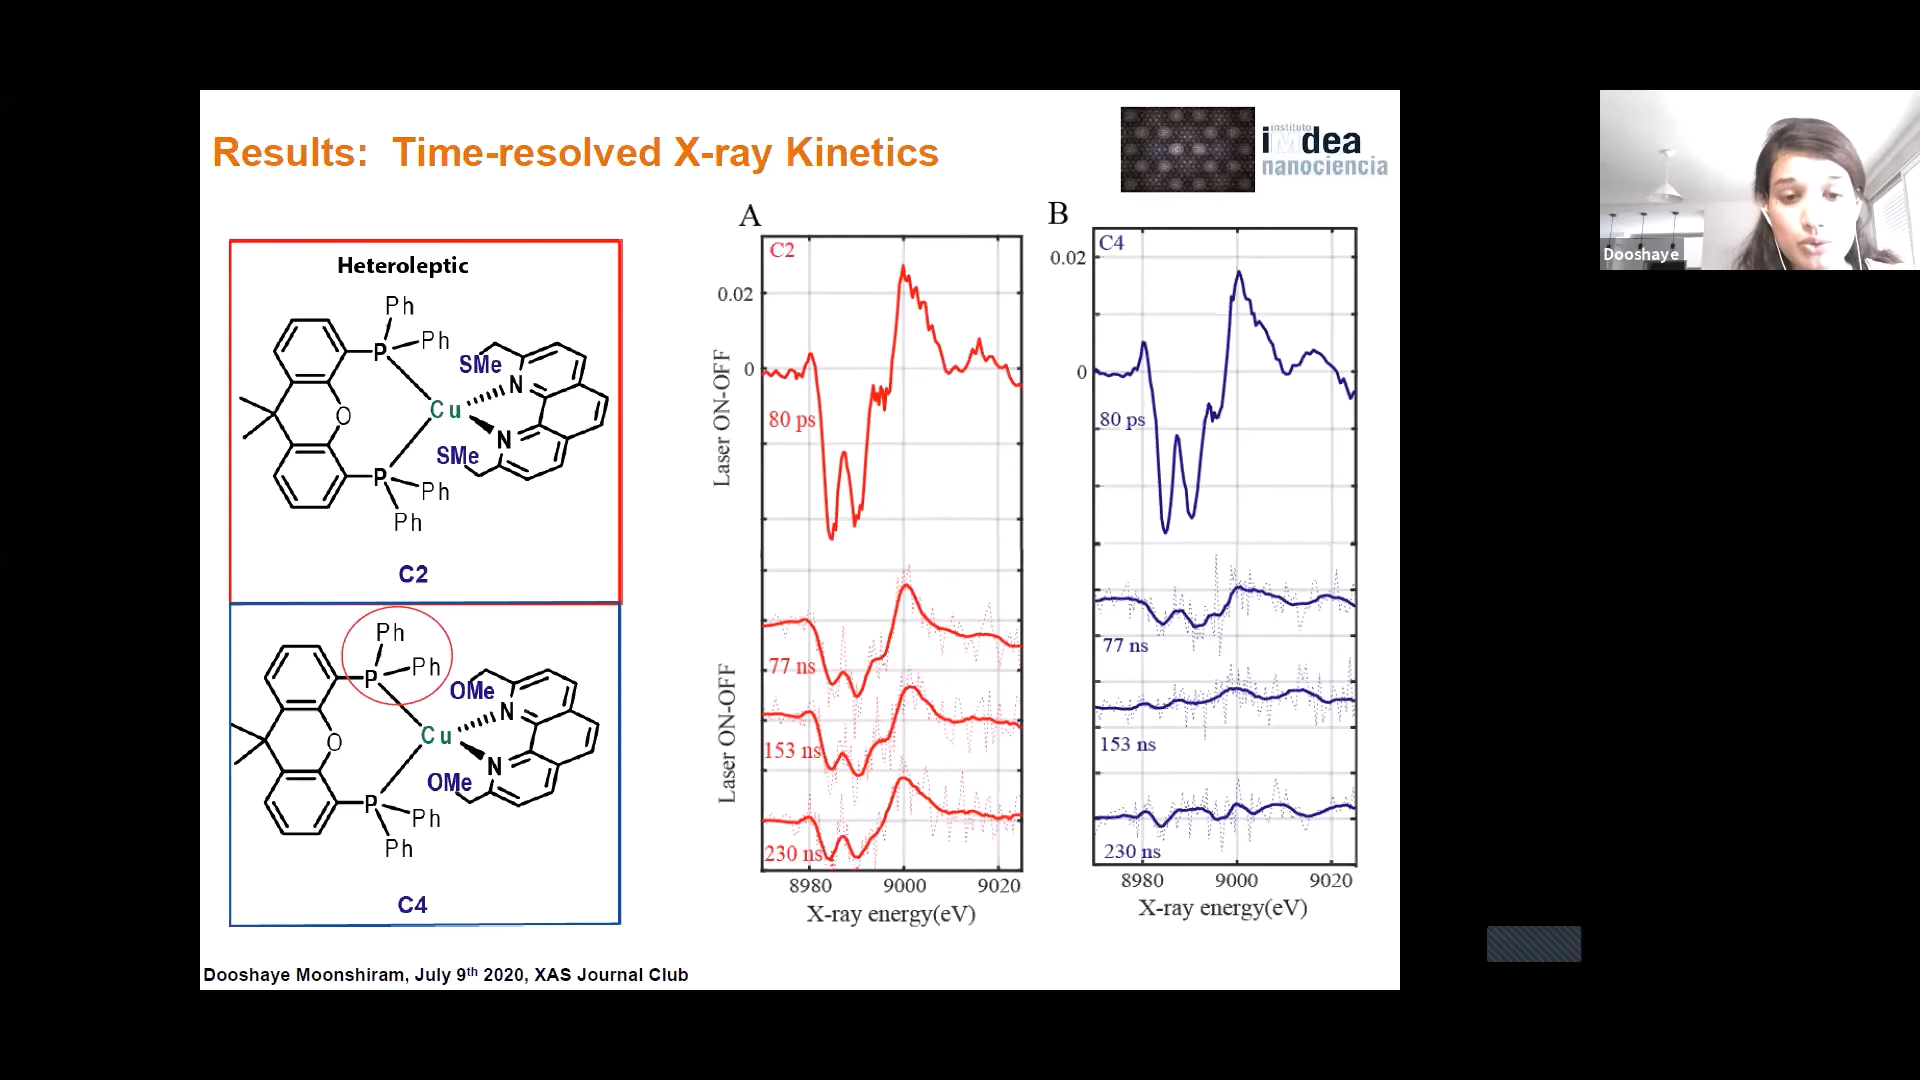 Results: Time-resolved X-ray Kinetics
instituto
iMdea
nanociencia
Heteroleptic
Ph
Ph
P
SMe
N
Cu
O
N
SMe
P
Ph
Ph
C2
Ph
Ph
P
OMe
N
Cu
O
N
OMe
P
Ph
Ph
C4
A
C2
0.02
0
80 ps
Laser ON-OFF
77 ns
153 ns
230 ns
Laser ON-OFF
8980 9000 9020
X-ray energy(eV)
B
C4
0.02
0
80 ps
77 ns
153 ns
230 ns
8980 9000 9020
X-ray energy(eV)
Dooshaye Moonshiram, July 9th 2020, XAS Journal Club
Dooshaye